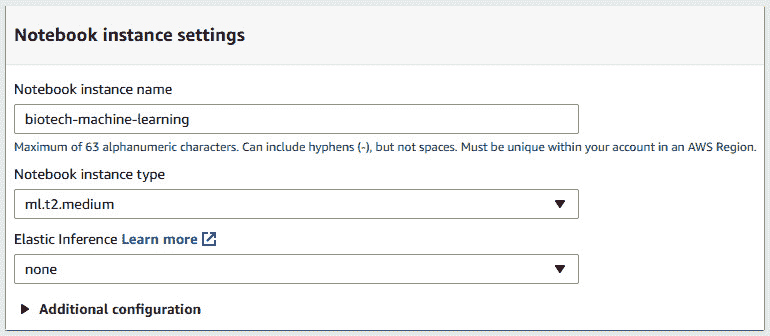 Notebook instance settings
Notebook instance name
biotech-machine-learning
Maximum of 63 alphanumeric characters. Can include hyphens (-), but not spaces. Must be unique within your account in an AWS Region.
Notebook instance type
ml.t2.medium
Elastic Inference Learn more
none
Additional configuration